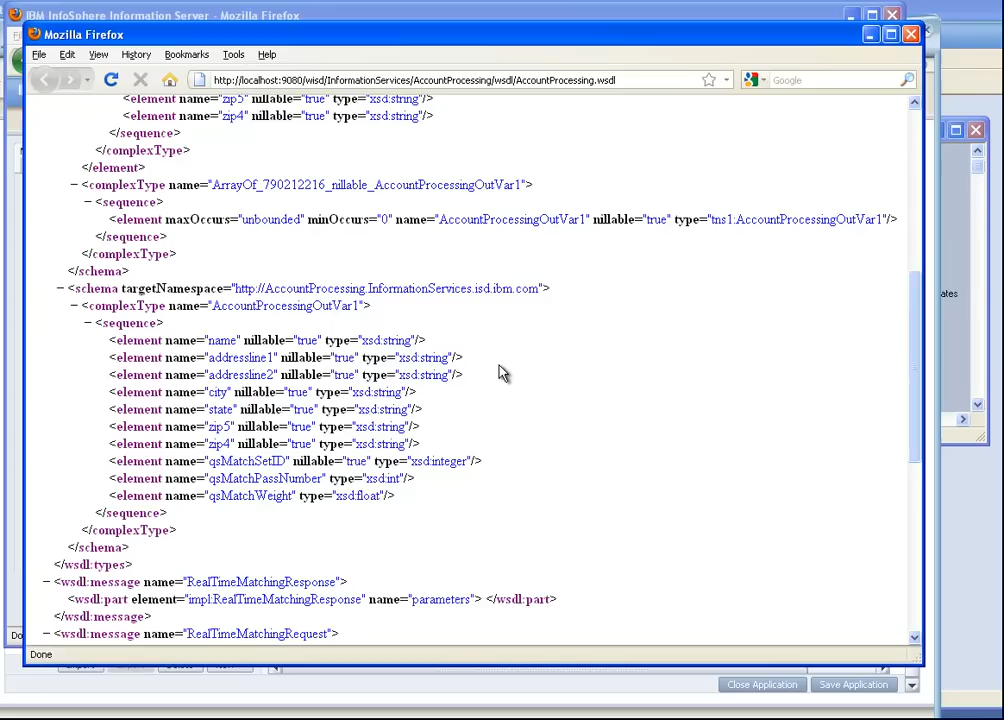 IBM InfoSphere Information Server - Mozilla Firefox
Mozilla Firefox
File Edit View History Bookmarks Tools Help
http://localhost:9080/wisd/InformationServices/AccountProcessing/wsdl/AccountProcessing.wsdl
Google
<element name="zip5" nillable="true" type="xsd:string"/>
<element name="zip4" nillable="true" type="xsd:string"/>
</sequence>
</complexType>
</element>
− <complexType name="ArrayOf_790212216_nillable_AccountProcessingOutVar1">
− <sequence>
<element maxOccurs="unbounded" minOccurs="0" name="AccountProcessingOutVar1" nillable="true" type="tns1:AccountProcessingOutVar1"/>
</sequence>
</complexType>
</schema>
− <schema targetNamespace="http://AccountProcessing.InformationServices.isd.ibm.com">
− <complexType name="AccountProcessingOutVar1">
− <sequence>
<element name="name" nillable="true" type="xsd:string"/>
<element name="addressline1" nillable="true" type="xsd:string"/>
<element name="addressline2" nillable="true" type="xsd:string"/>
<element name="city" nillable="true" type="xsd:string"/>
<element name="state" nillable="true" type="xsd:string"/>
<element name="zip5" nillable="true" type="xsd:string"/>
<element name="zip4" nillable="true" type="xsd:string"/>
<element name="qsMatchSetID" nillable="true" type="xsd:integer"/>
<element name="qsMatchPassNumber" type="xsd:int"/>
<element name="qsMatchWeight" type="xsd:float"/>
</sequence>
</complexType>
</schema>
</wsdl:types>
− <wsdl:message name="RealTimeMatchingResponse">
<wsdl:part element="impl:RealTimeMatchingResponse" name="parameters"> </wsdl:part>
</wsdl:message>
− <wsdl:message name="RealTimeMatchingRequest">
Done
ates
Do
Close Application Save Application